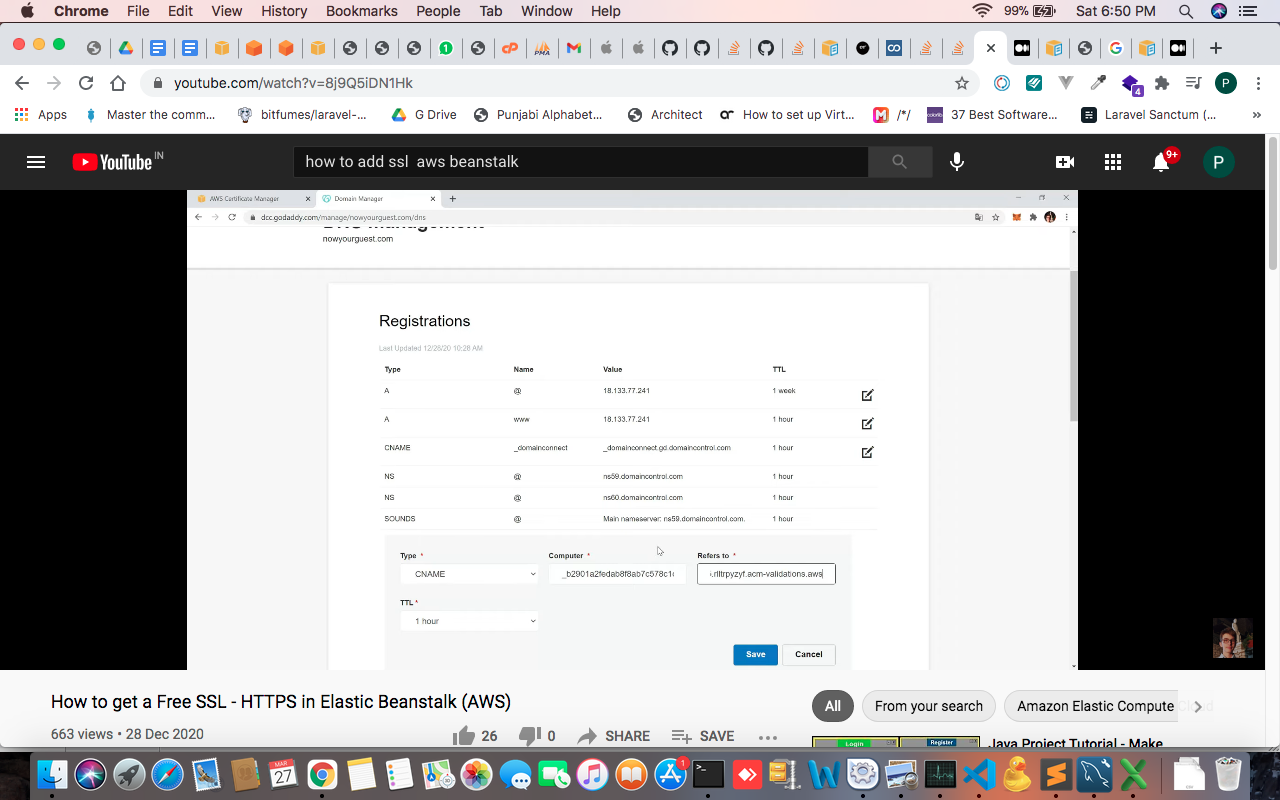 Chrome File Edit View History Bookmarks People Tab Window Help 99% Sat 6:50 PM
youtube.com/watch?v=8j9Q5iDN1Hk
4
P
Apps Master the Comm... bitfumes/laravel-... G Drive Punjabi Alphabet... Architect How to set up Virt... /*/ 37 Best Software... Laravel Sanctum (... »
YouTube IN
how to add ssl aws beanstalk
9+
P
AWS Certificate Manager Domain Manager
dcc.godaddy.com/manage/nowyourguest.com/dns
DNS Management
nowyourguest.com
Registrations
Last Updated 12/28/20 10:28 AM
Type Name Value TTL
A @ 18.133.77.241 1 week
A www 18.133.77.241 1 hour
CNAME _domainconnect _domainconnect.gd.domaincontrol.com 1 hour
NS @ ns59.domaincontrol.com 1 hour
NS @ ns60.domaincontrol.com 1 hour
SOUNDS @ Main nameserver: ns59.domaincontrol.com. 1 hour
Type * Computer * Refers to *
CNAME _b2901a2fedab8f8ab7c578c1 .rlltrpyzyf.acm-validations.aws
TTL *
1 hour
Save Cancel
How to get a Free SSL - HTTPS in Elastic Beanstalk (AWS)
663 views • 28 Dec 2020
26 0 SHARE SAVE
All From your search Amazon Elastic Compute Cloud
Login Register
Java Project Tutorial - Make
MAR
27
1